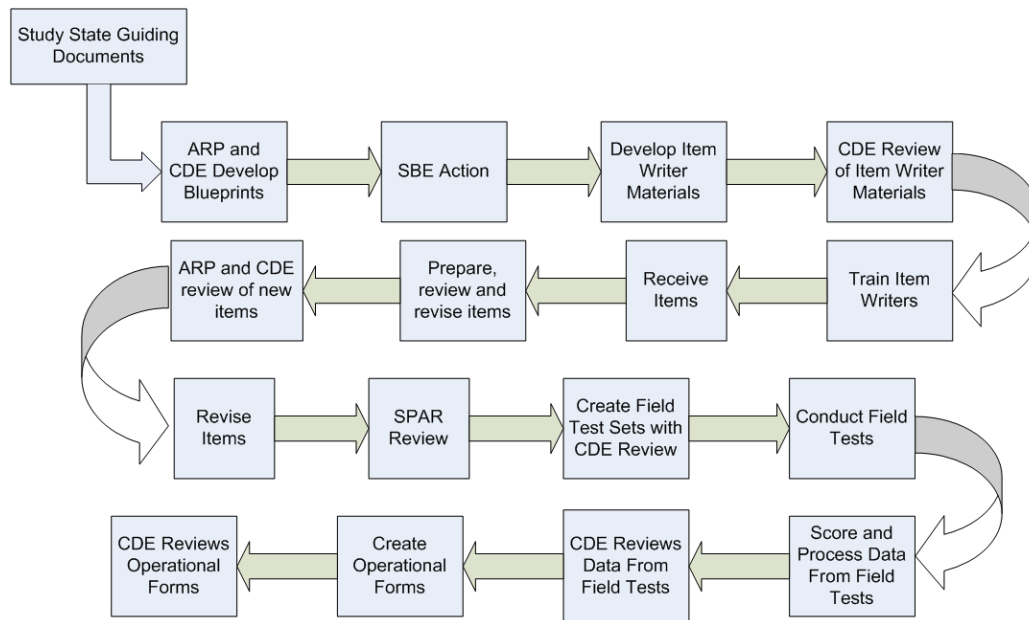 Study State Guiding
Documents
ARP and
CDE Develop
Blueprints
SBE Action
Develop Item
Writer
Materials
CDE Review
of Item Writer
Materials
Train Item
Writers
Receive
Items
Prepare,
review and
revise items
ARP and CDE
review of new
items
Revise
Items
SPAR
Review
Create Field
Test Sets with
CDE Review
Conduct Field
Tests
Score and
Process Data
From Field
Tests
CDE Reviews
Data From
Field Tests
Create
Operational
Forms
CDE Reviews
Operational
Forms